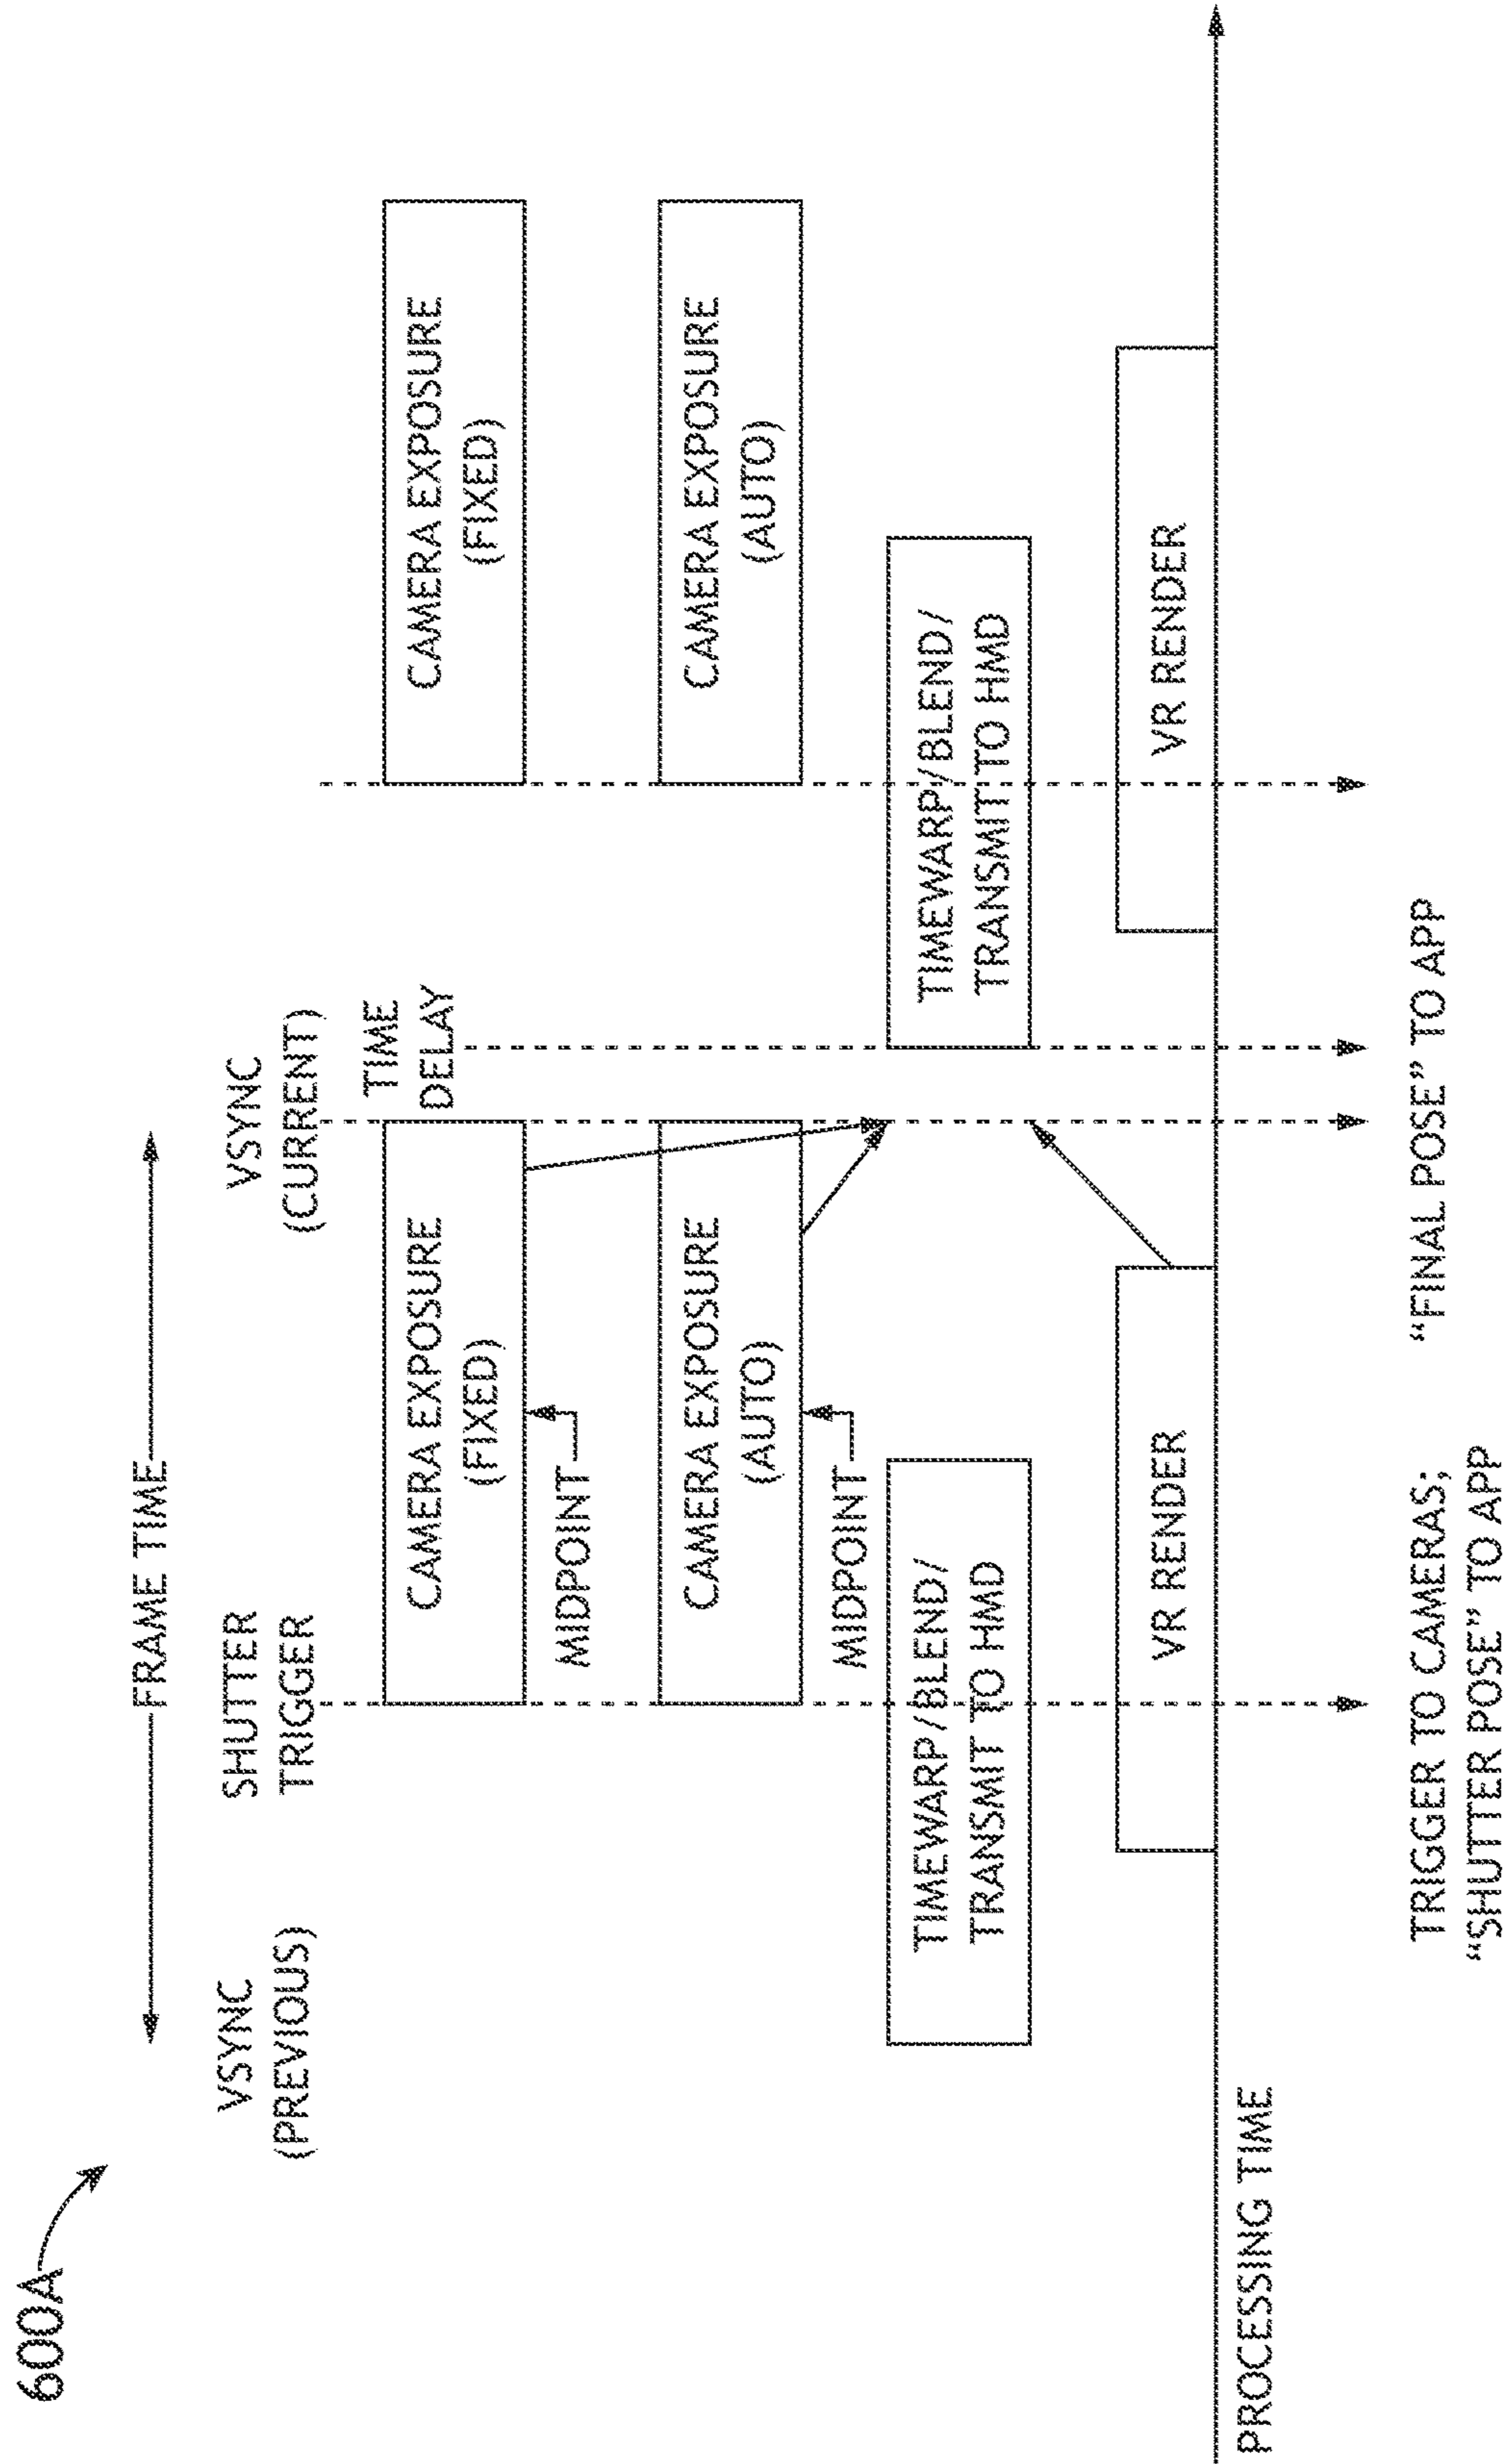 600A
FRAME TIME
VSYNC
(PREVIOUS)
SHUTTER
TRIGGER
VSYNC
(CURRENT)
TIME
DELAY
CAMERA EXPOSURE
(FIXED)
CAMERA EXPOSURE
(FIXED)
MIDPOINT
CAMERA EXPOSURE
(AUTO)
CAMERA EXPOSURE
(AUTO)
MIDPOINT
TIMEWARP/BLEND/
TRANSMIT TO HMD
TIMEWARP/BLEND/
TRANSMIT TO HMD
VR RENDER
VR RENDER
PROCESSING TIME
TRIGGER TO CAMERAS;
“SHUTTER POSE” TO APP
“FINAL POSE” TO APP